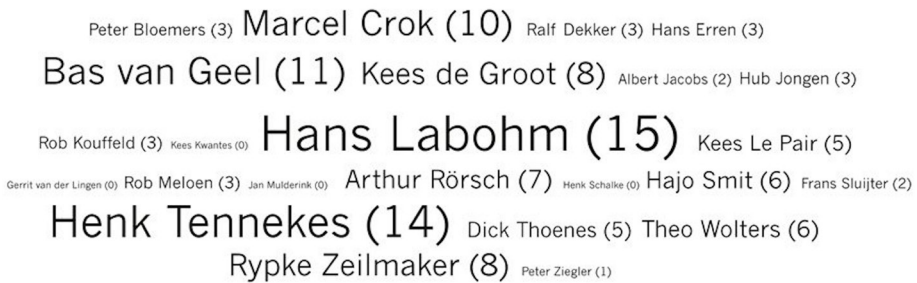 Peter Bloemers (3) Marcel Crok (10) Ralf Dekker (3) Hans Erren (3)
Bas van Geel (11) Kees de Groot (8) Albert Jacobs (2) Hub Jongen (3)
Rob Kouffeld (3) Kees Kwantes (0) Hans Labohm (15) Kees Le Pair (5)
Gerrit van der Lingen (0) Rob Meloen (3) Jan Mulderink (0) Arthur Rörsch (7) Henk Schalke (0) Hajo Smit (6) Frans Sluijter (2)
Henk Tennekes (14) Dick Thoenes (5) Theo Wolters (6)
Rypke Zeilmaker (8) Peter Ziegler (1)